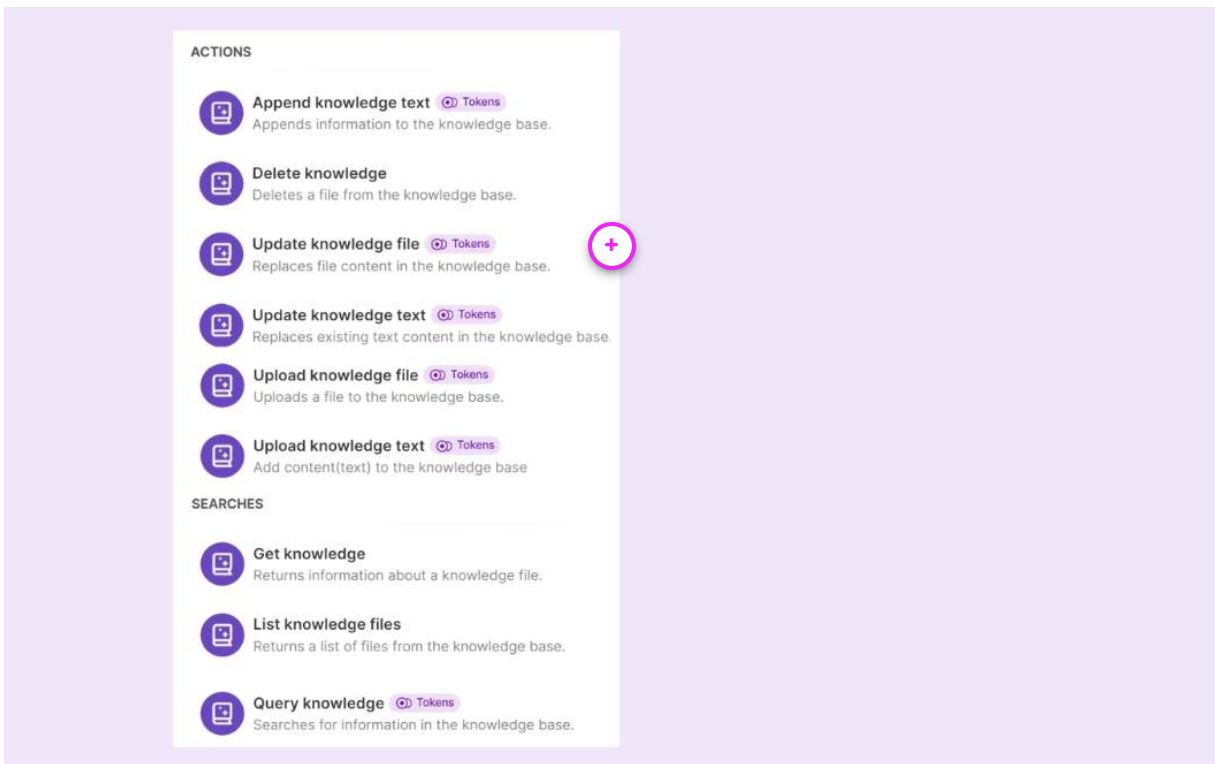 ACTIONS
Append knowledge text Tokens
Appends information to the knowledge base.
Delete knowledge
Deletes a file from the knowledge base.
Update knowledge file Tokens
Replaces file content in the knowledge base.
Update knowledge text Tokens
Replaces existing text content in the knowledge base.
Upload knowledge file Tokens
Uploads a file to the knowledge base.
Upload knowledge text Tokens
Add content(text) to the knowledge base
SEARCHES
Get knowledge
Returns information about a knowledge file.
List knowledge files
Returns a list of files from the knowledge base.
Query knowledge Tokens
Searches for information in the knowledge base.